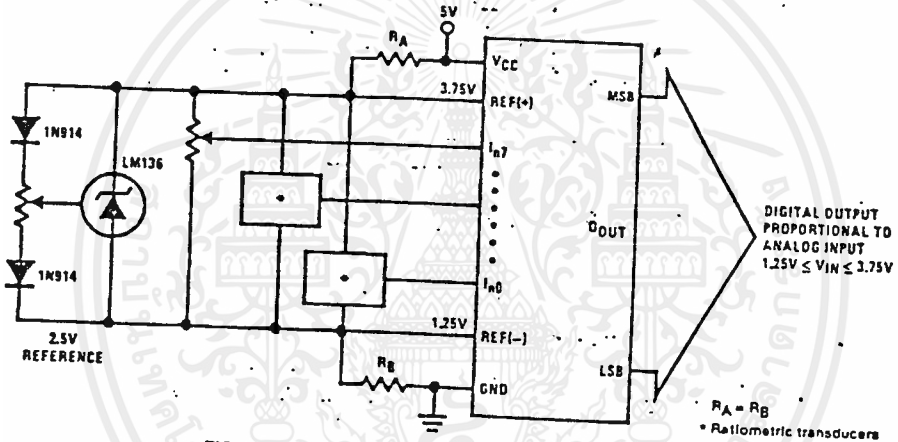 5V
RA
VCC
MSB
3.75V
REF(+)
1N914
LM136
In7
DOUT
DIGITAL OUTPUT
PROPORTIONAL TO
ANALOG INPUT
1.25V ≤ VIN ≤ 3.75V
1N914
In0
1.25V
REF(—)
2.5V
REFERENCE
RB
GND
LSB
RA = RB
* Ratiometric transducers